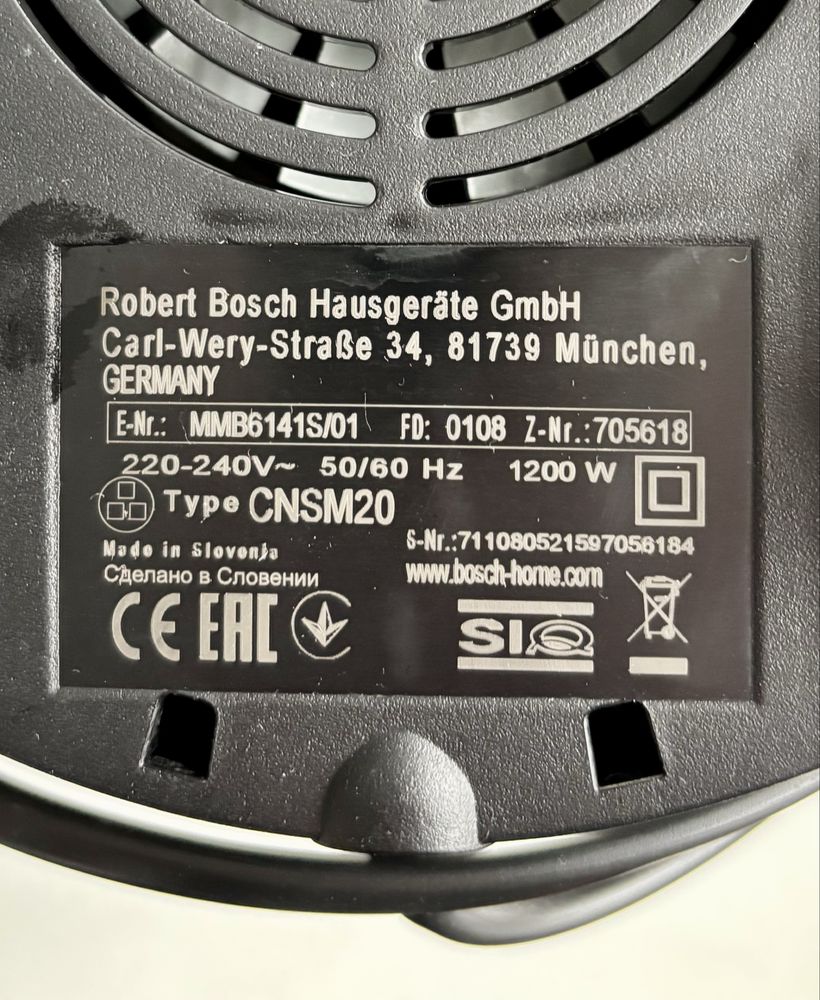 Robert Bosch Hausgeräte GmbH
Carl-Wery-Straße 34, 81739 München,
GERMANY
E-Nr.: MMB6141S/01 FD: 0108 Z-Nr.:705618
220-240V~ 50/60 Hz 1200 W
Type CNSM20
Made in Slovenia
S-Nr.:711080521597056184
Сделано в Словении
www.bosch-home.com
CE EAC
SIQ